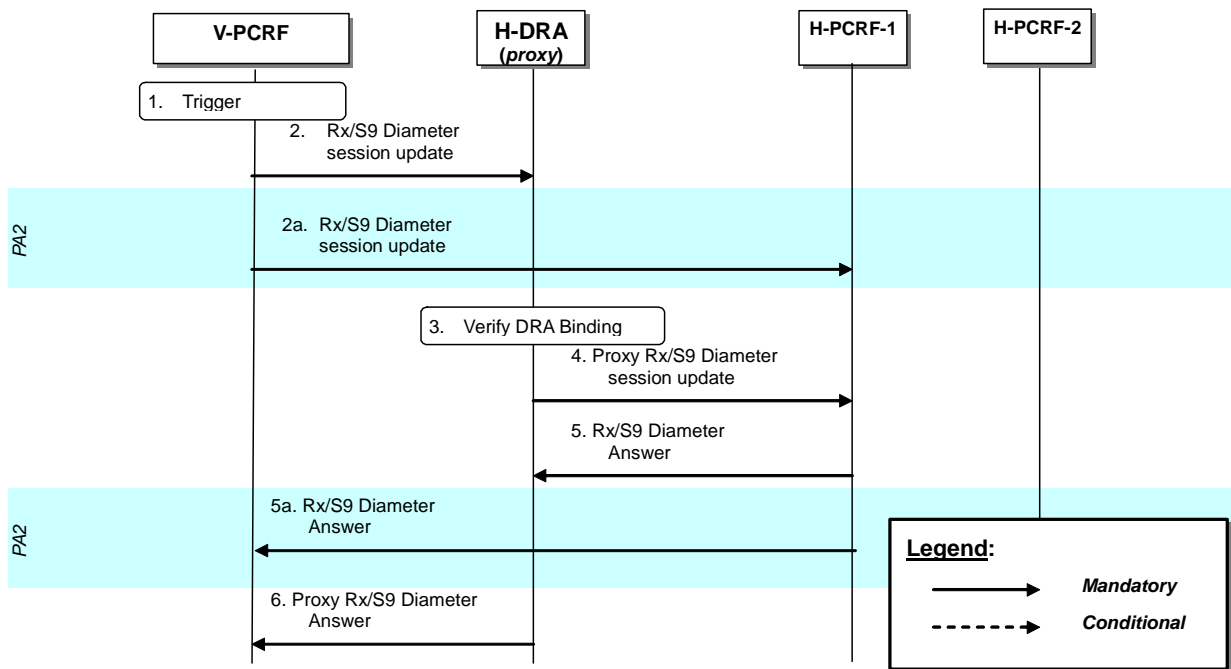 V-PCRF
H-DRA
(proxy)
H-PCRF-1
H-PCRF-2
1. Trigger
2. Rx/S9 Diameter
session update
PA2
2a. Rx/S9 Diameter
session update
3. Verify DRA Binding
4. Proxy Rx/S9 Diameter
session update
5. Rx/S9 Diameter
Answer
PA2
5a. Rx/S9 Diameter
Answer
6. Proxy Rx/S9 Diameter
Answer
Legend:
Mandatory
Conditional